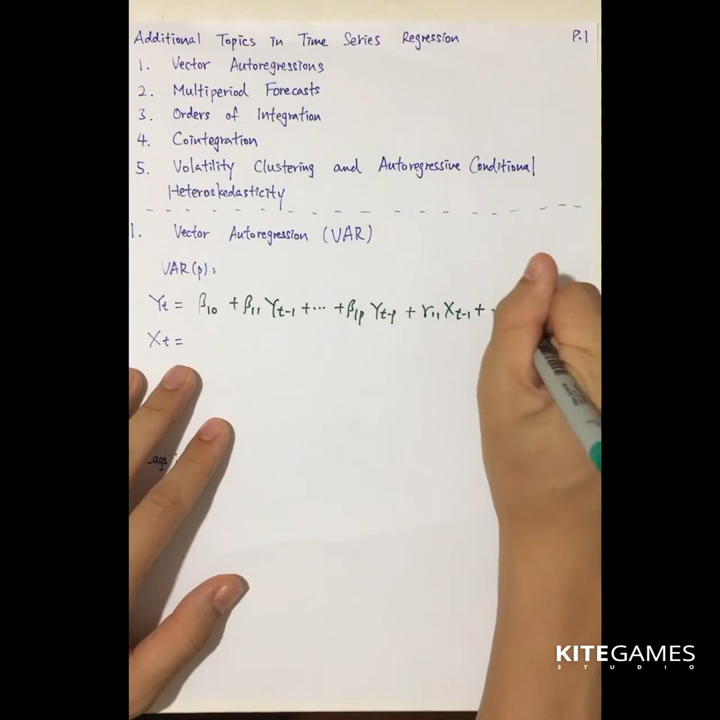 Additional Topics in Time Series Regression P.1
1. Vector Autoregressions
2. Multiperiod Forecasts
3. Orders of Integration
4. Cointegration
5. Volatility Clustering and Autoregressive Conditional
Heteroskedasticity
1. Vector Autoregression (VAR)
VAR(p):
Yt = β10 + β11 Yt-1 + ... + β1p Yt-p + γ11 Xt-1 + .
Xt =
KITEGAMES
STUDIO